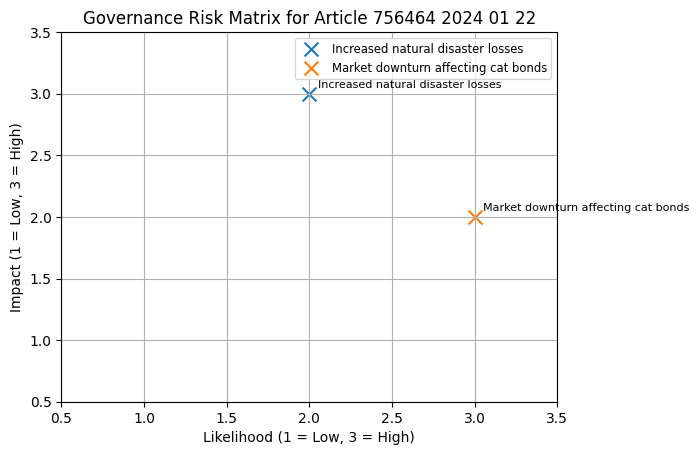 Governance Risk Matrix for Article 756464 2024 01 22
3.5
3.0
2.5
2.0
1.5
1.0
0.5
Impact (1 = Low, 3 = High)
Increased natural disaster losses
Market downturn affecting cat bonds
Increased natural disaster losses
Market downturn affecting cat bonds
0.5 1.0 1.5 2.0 2.5 3.0 3.5
Likelihood (1 = Low, 3 = High)